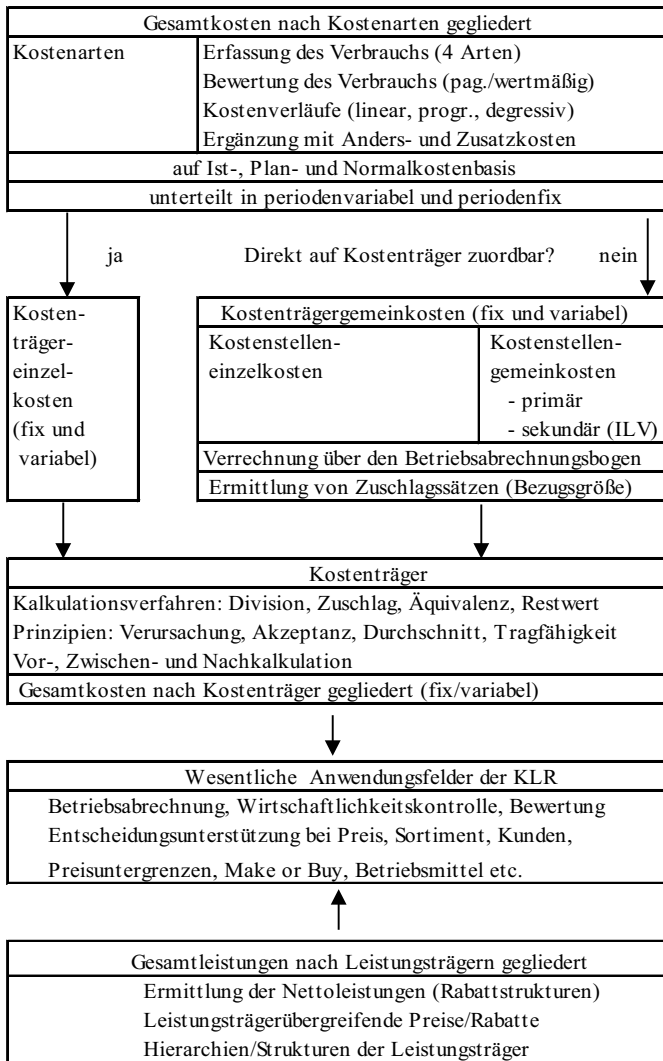 Gesamtkosten nach Kostenarten gegliedert
Kostenarten
Erfassung des Verbrauchs (4 Arten)
Bewertung des Verbrauchs (pag./wertmäßig)
Kostenverläufe (linear, progr., degressiv)
Ergänzung mit Anders- und Zusatzkosten
auf Ist-, Plan- und Normalkostenbasis
unterteilt in periodenvariabel und periodenfix
ja
Direkt auf Kostenträger zuordbar?
nein
Kosten-
träger-
einzel-
kosten
(fix und
variabel)
Kostenträgergemeinkosten (fix und variabel)
Kostenstellen-
einzelkosten
Kostenstellen-
gemeinkosten
- primär
- sekundär (ILV)
Verrechnung über den Betriebsabrechnungsbogen
Ermittlung von Zuschlagssätzen (Bezugsgröße)
Kostenträger
Kalkulationsverfahren: Division, Zuschlag, Äquivalenz, Restwert
Prinzipien: Verursachung, Akzeptanz, Durchschnitt, Tragfähigkeit
Vor-, Zwischen- und Nachkalkulation
Gesamtkosten nach Kostenträger gegliedert (fix/variabel)
Wesentliche Anwendungsfelder der KLR
Betriebsabrechnung, Wirtschaftlichkeitskontrolle, Bewertung
Entscheidungsunterstützung bei Preis, Sortiment, Kunden,
Preisuntergrenzen, Make or Buy, Betriebsmittel etc.
Gesamtleistungen nach Leistungsträgern gegliedert
Ermittlung der Nettoleistungen (Rabattstrukturen)
Leistungsträgerübergreifende Preise/Rabatte
Hierarchien/Strukturen der Leistungsträger